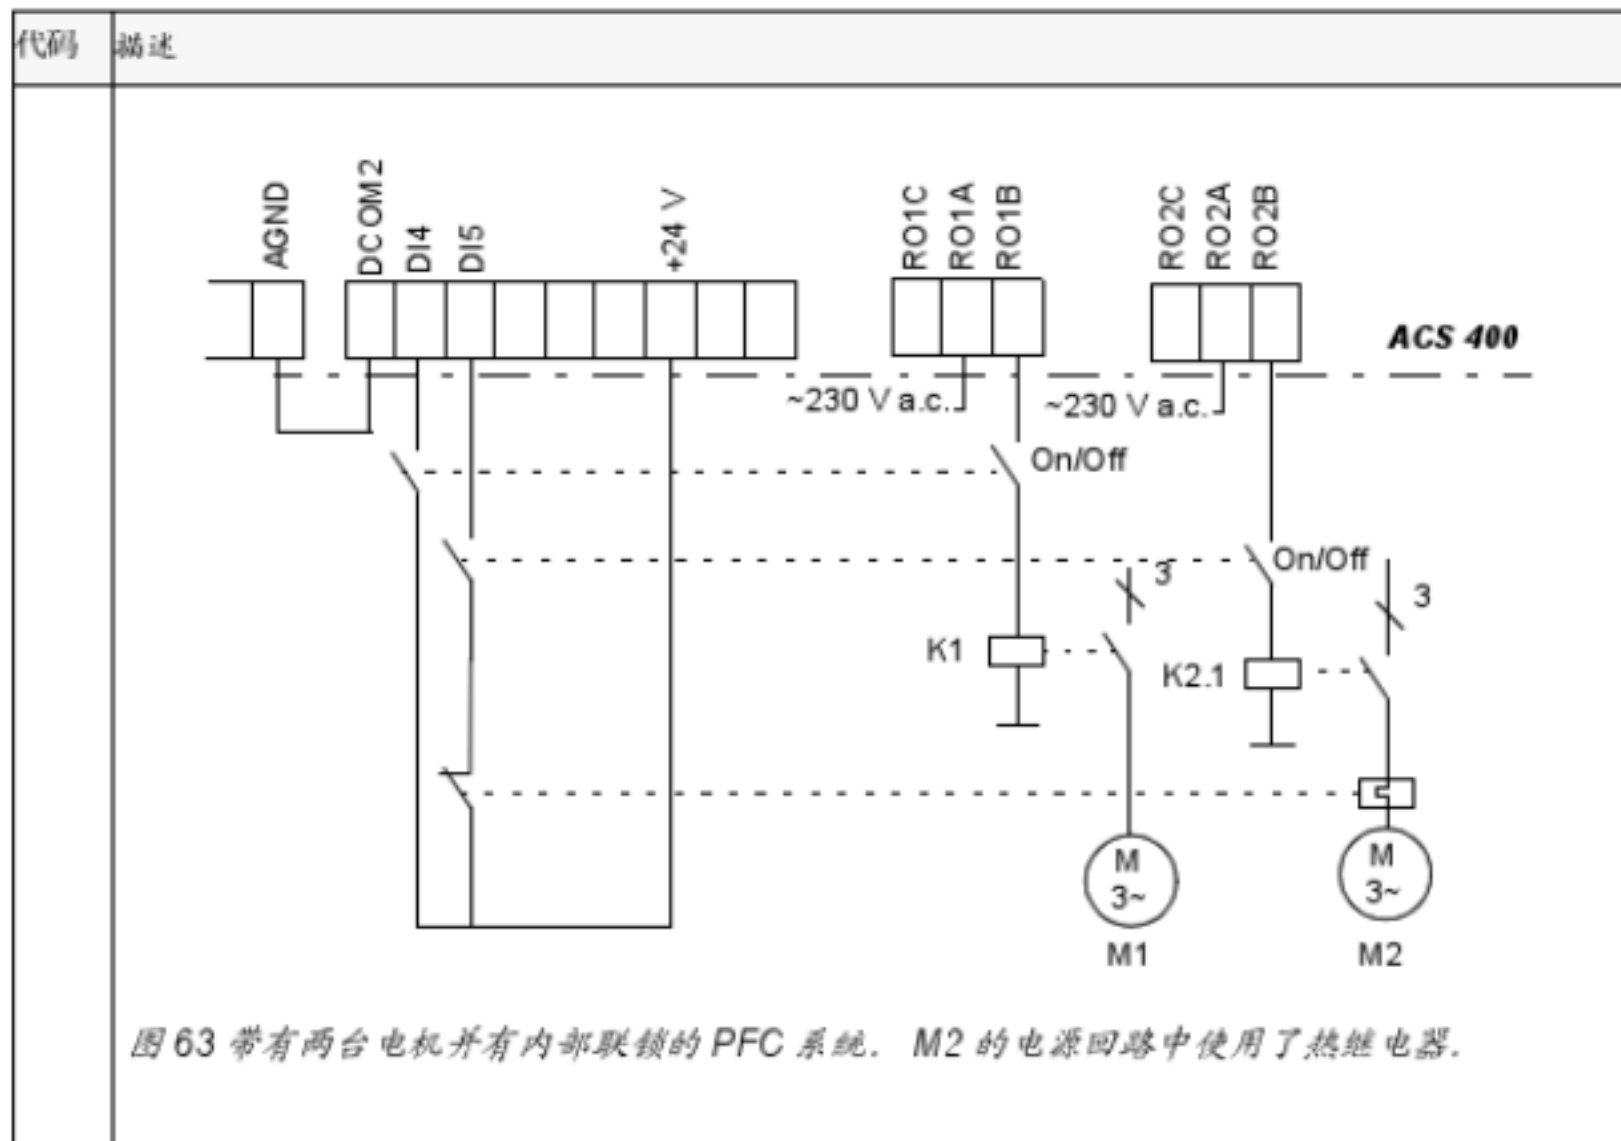 代码 描述
AGND DCOM2 DI4 DI5 +24 V RO1C RO1A RO1B RO2C RO2A RO2B
ACS 400
~230 V a.c. ~230 V a.c.
On/Off
On/Off
3
3
K1
K2.1
M M
3~ 3~
M1 M2
图 63 带有两台电机并有内部联锁的 PFC 系统. M2 的电源回路中使用了热继电器.